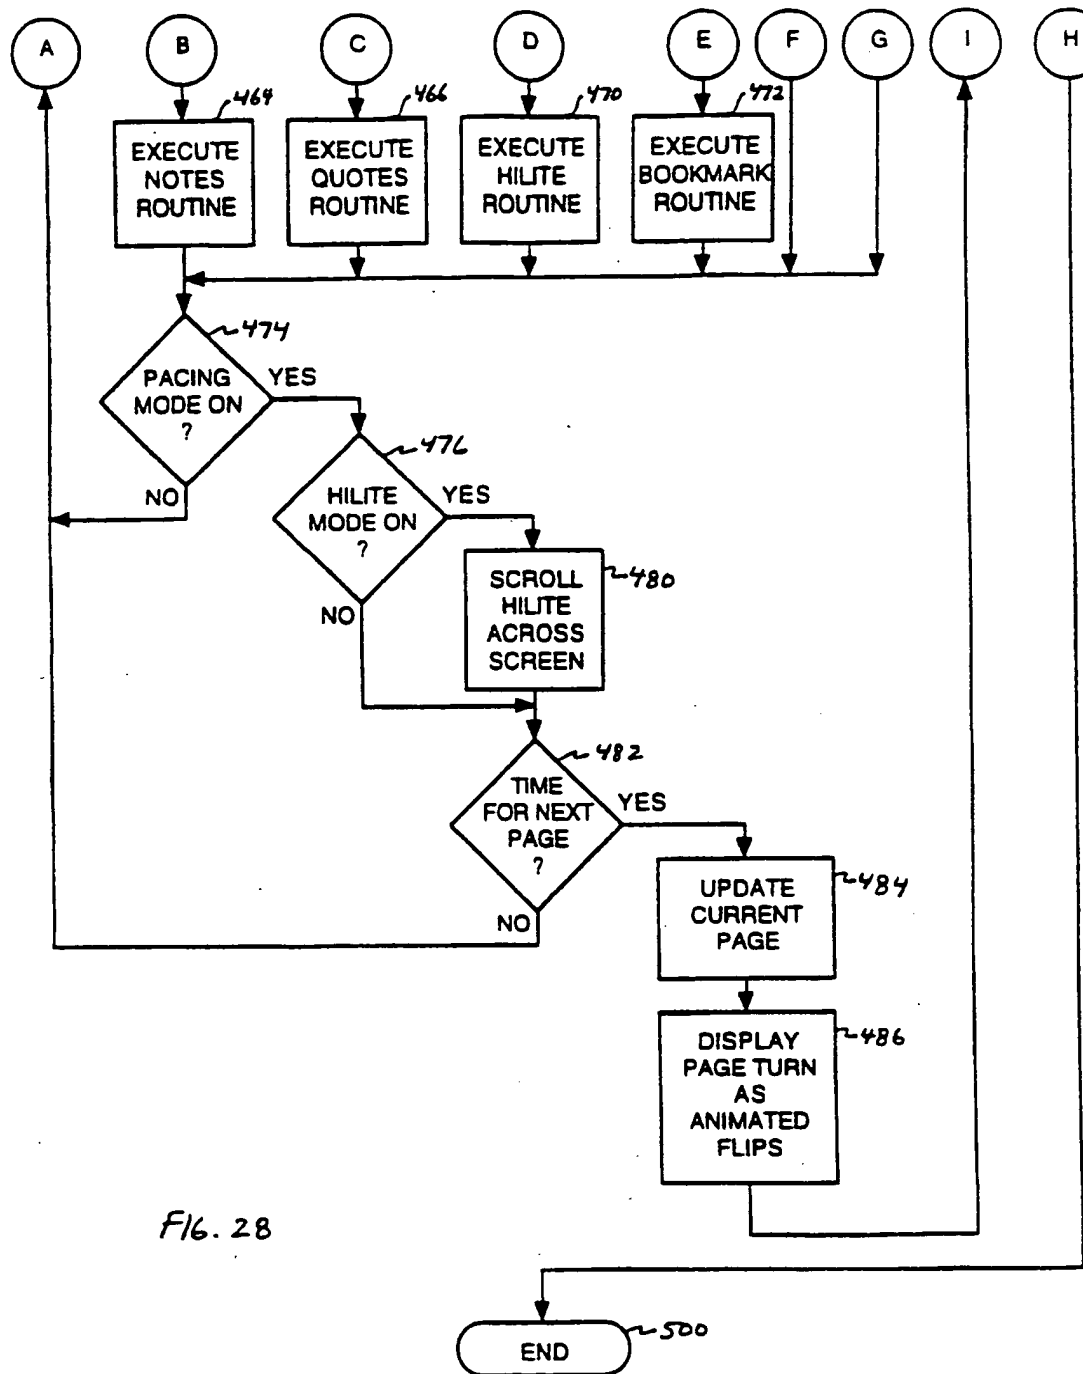 A B C D E F G I H
464 466 470 472
EXECUTE
NOTES
ROUTINE
EXECUTE
QUOTES
ROUTINE
EXECUTE
HILITE
ROUTINE
EXECUTE
BOOKMARK
ROUTINE
474
PACING
MODE ON
?
YES
NO
476
HILITE
MODE ON
?
YES
NO
480
SCROLL
HILITE
ACROSS
SCREEN
482
TIME
FOR NEXT
PAGE
?
YES
NO
484
UPDATE
CURRENT
PAGE
486
DISPLAY
PAGE TURN
AS
ANIMATED
FLIPS
FIG. 28
500
END